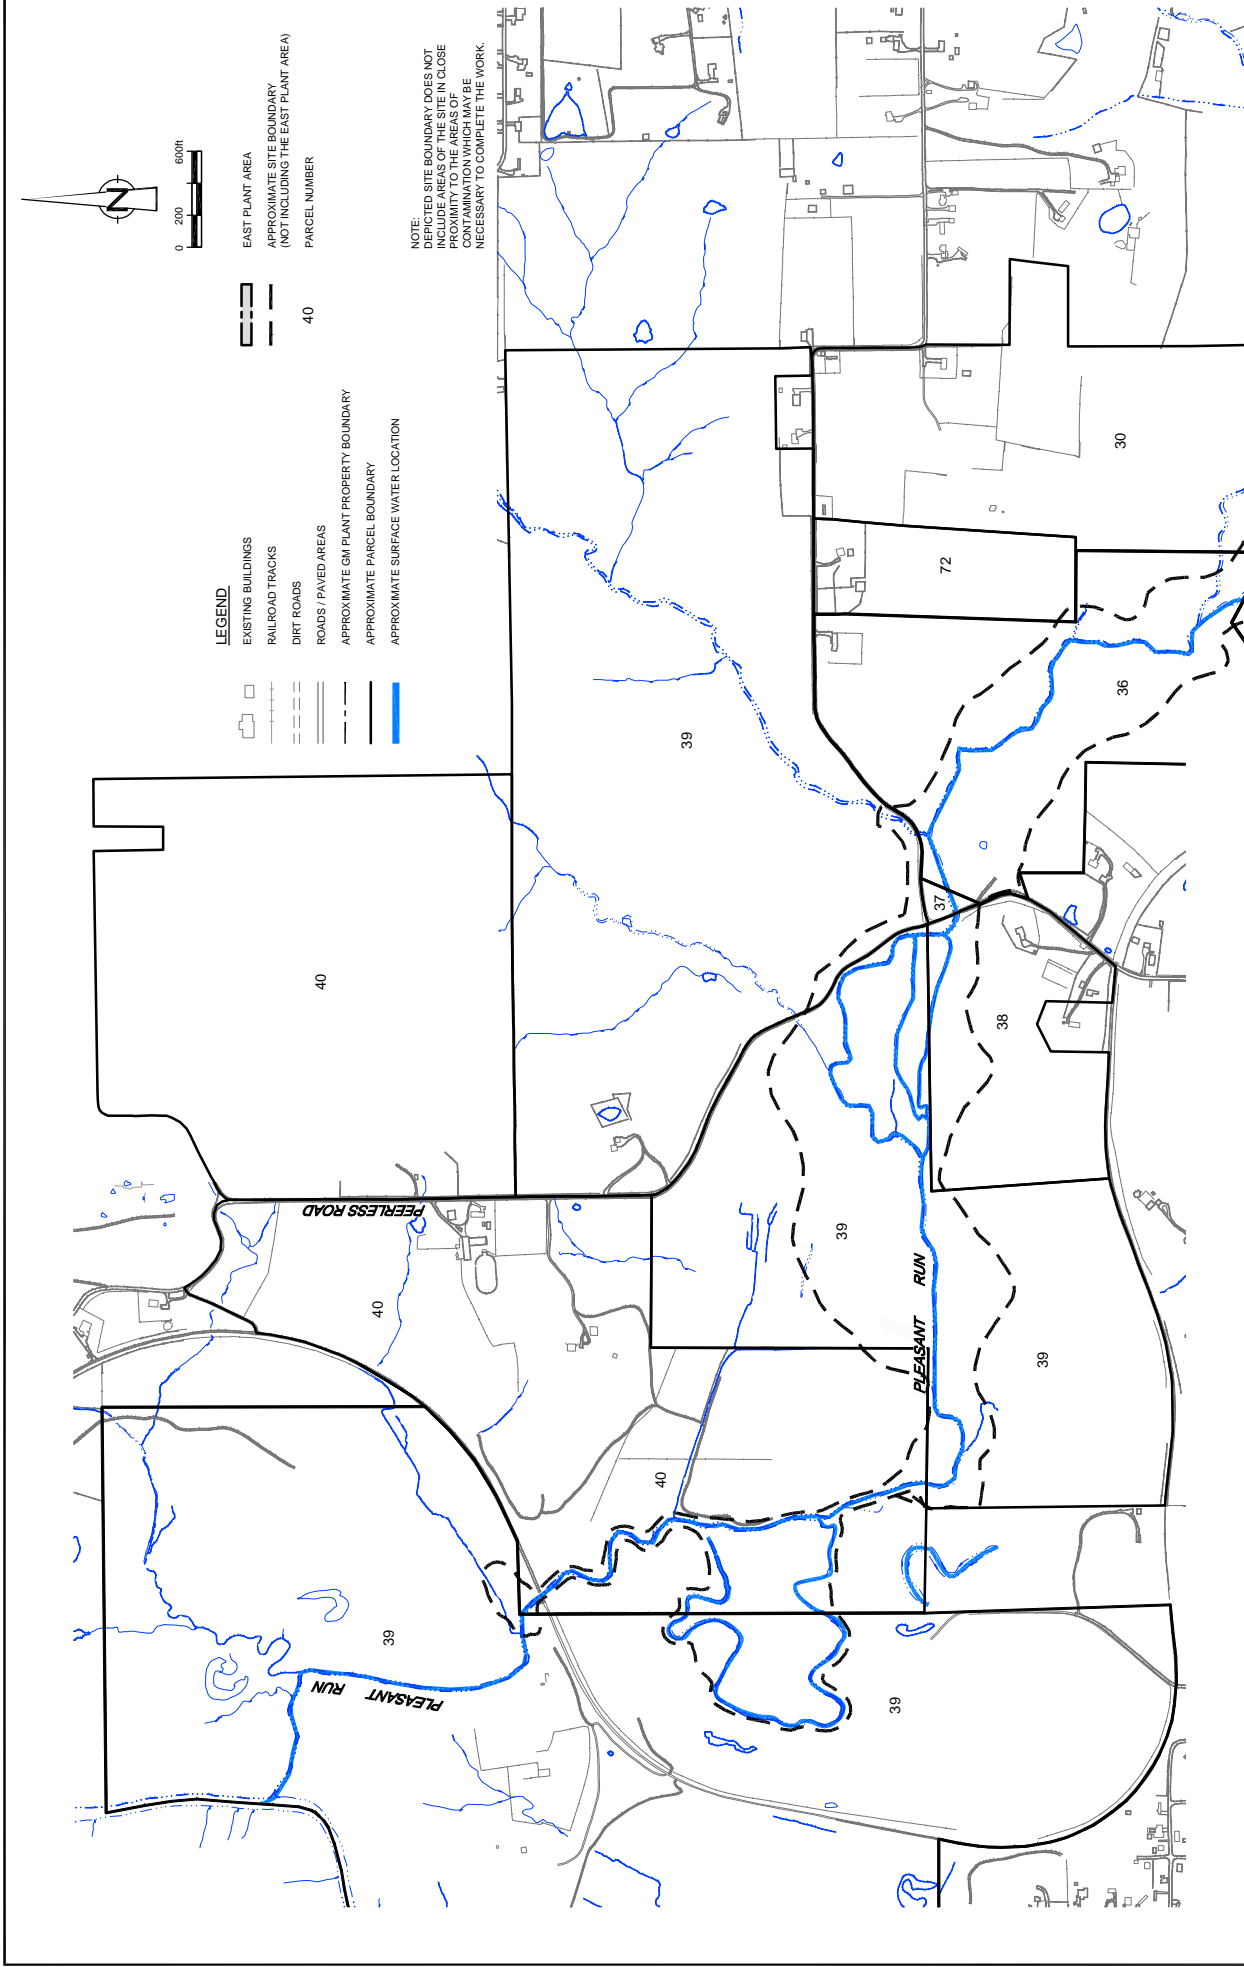 LEGEND
EXISTING BUILDINGS
RAILROAD TRACKS
DIRT ROADS
ROADS / PAVED AREAS
APPROXIMATE GM PLANT PROPERTY BOUNDARY
APPROXIMATE PARCEL BOUNDARY
APPROXIMATE SURFACE WATER LOCATION
EAST PLANT AREA
APPROXIMATE SITE BOUNDARY
(NOT INCLUDING THE EAST PLANT AREA)
40 PARCEL NUMBER
0 200 600ft
N
NOTE:
DEPICTED SITE BOUNDARY DOES NOT
INCLUDE AREAS OF THE SITE IN CLOSE
PROXIMITY TO THE AREAS OF
CONTAMINATION WHICH MAY BE
NECESSARY TO COMPLETE THE WORK.
40
PEERLESS ROAD
40
39
PLEASANT RUN
40
39
39
39
PLEASANT RUN
39
38
37
36
72
30